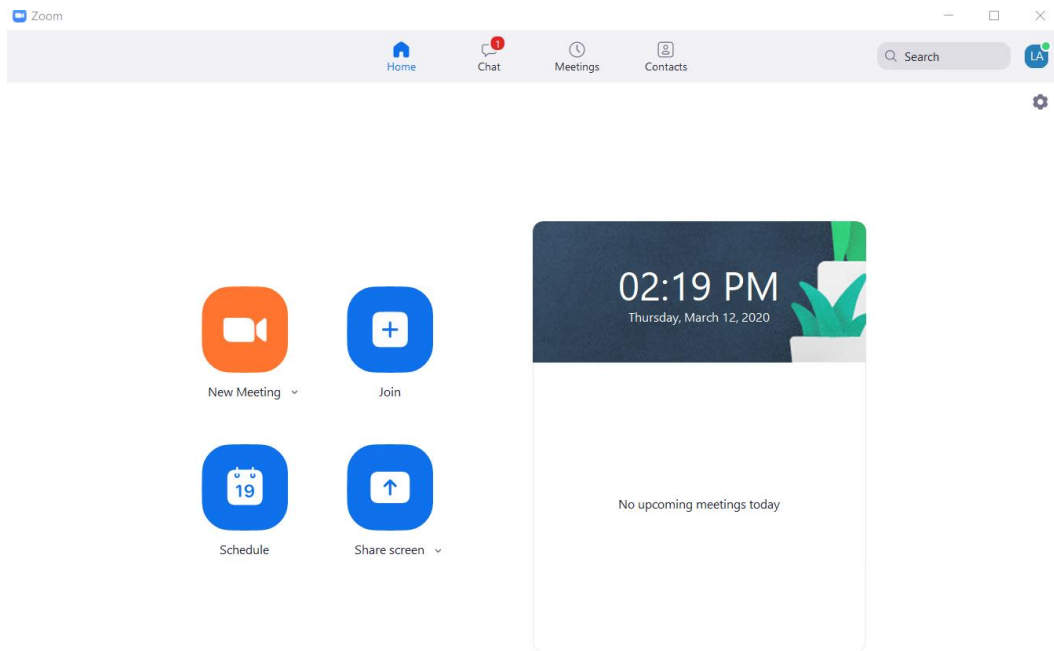 Zoom
1
Home
Chat
Meetings
Contacts
Search
LA
02:19 PM
Thursday, March 12, 2020
New Meeting
Join
19
Schedule
Share screen
No upcoming meetings today